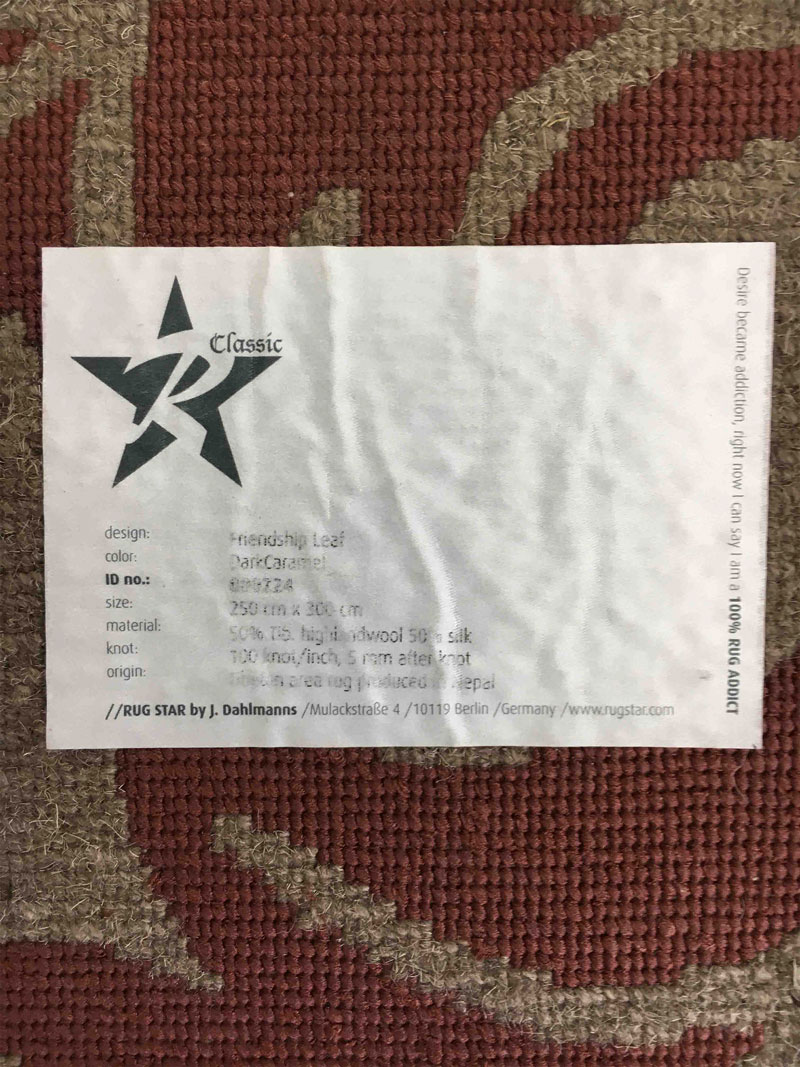 Classic
R
design: Friendship Leaf
color: DarkCaramel
ID no.:
size: 250 cm x 300 cm
material: 50% Tib. highlandwool 50% silk
knot: 100 knot/inch, 5 mm after knot
origin: area rug produced in Nepal
//RUG STAR by J. Dahlmanns /Mulackstraße 4 /10119 Berlin /Germany /www.rugstar.com
Desire became addiction, right now I can say I am a 100% RUG ADDICT